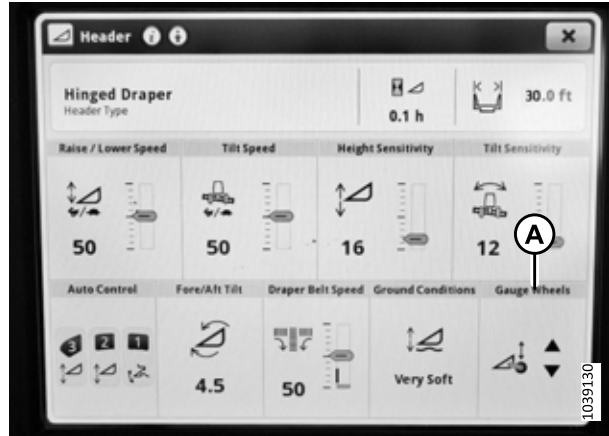 Header
Hinged Draper
Header Type
0.1 h
30.0 ft
Raise / Lower Speed
Tilt Speed
Height Sensitivity
Tilt Sensitivity
50
50
16
12
A
Auto Control
Fore/Aft Tilt
Draper Belt Speed
Ground Conditions
Gauge Wheels
3 2 1
4.5
50
Very Soft
1039130